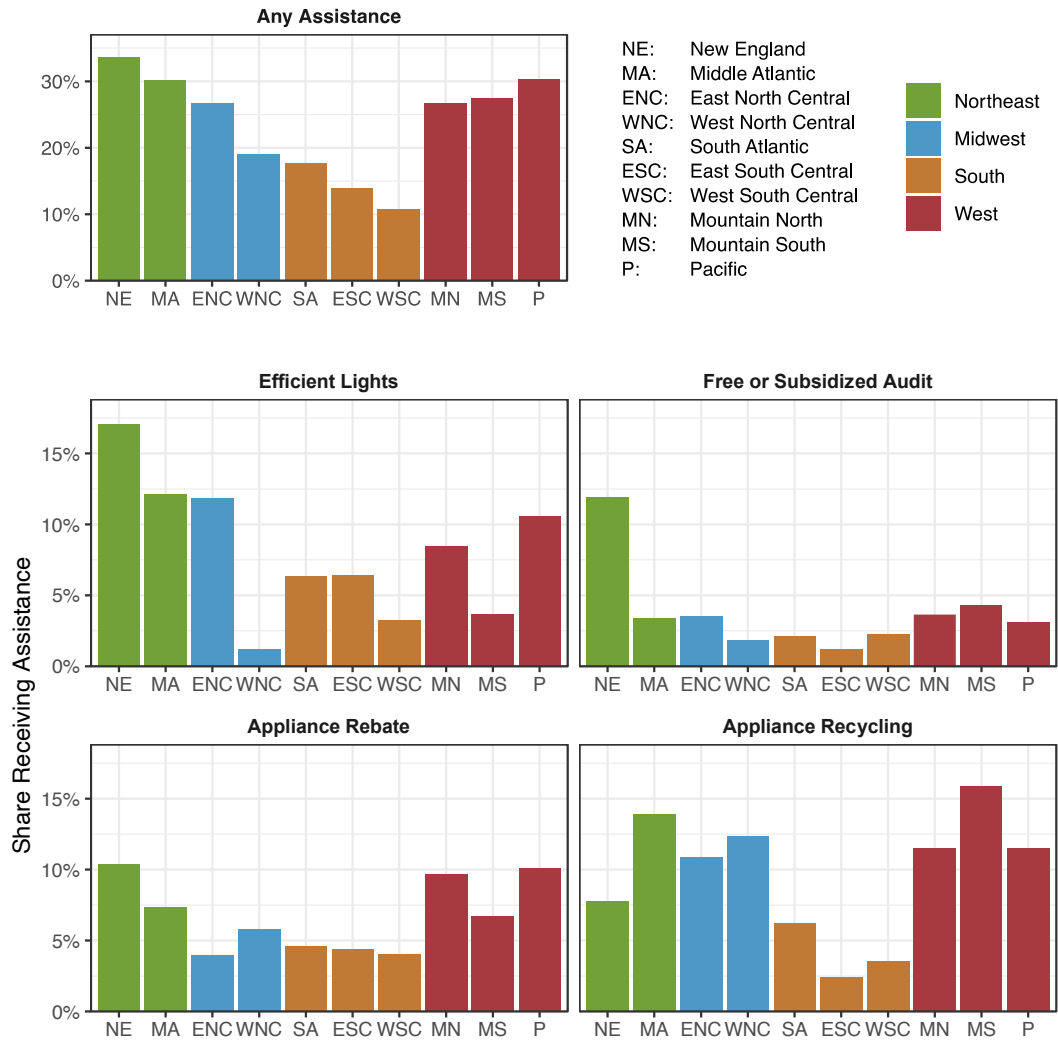 Any Assistance
30%
20%
10%
0%
NE MA ENC WNC SA ESC WSC MN MS P
NE: New England
MA: Middle Atlantic
ENC: East North Central
WNC: West North Central
SA: South Atlantic
ESC: East South Central
WSC: West South Central
MN: Mountain North
MS: Mountain South
P: Pacific
Northeast
Midwest
South
West
Share Receiving Assistance
Efficient Lights
15%
10%
5%
0%
NE MA ENC WNC SA ESC WSC MN MS P
Free or Subsidized Audit
NE MA ENC WNC SA ESC WSC MN MS P
Appliance Rebate
15%
10%
5%
0%
NE MA ENC WNC SA ESC WSC MN MS P
Appliance Recycling
NE MA ENC WNC SA ESC WSC MN MS P